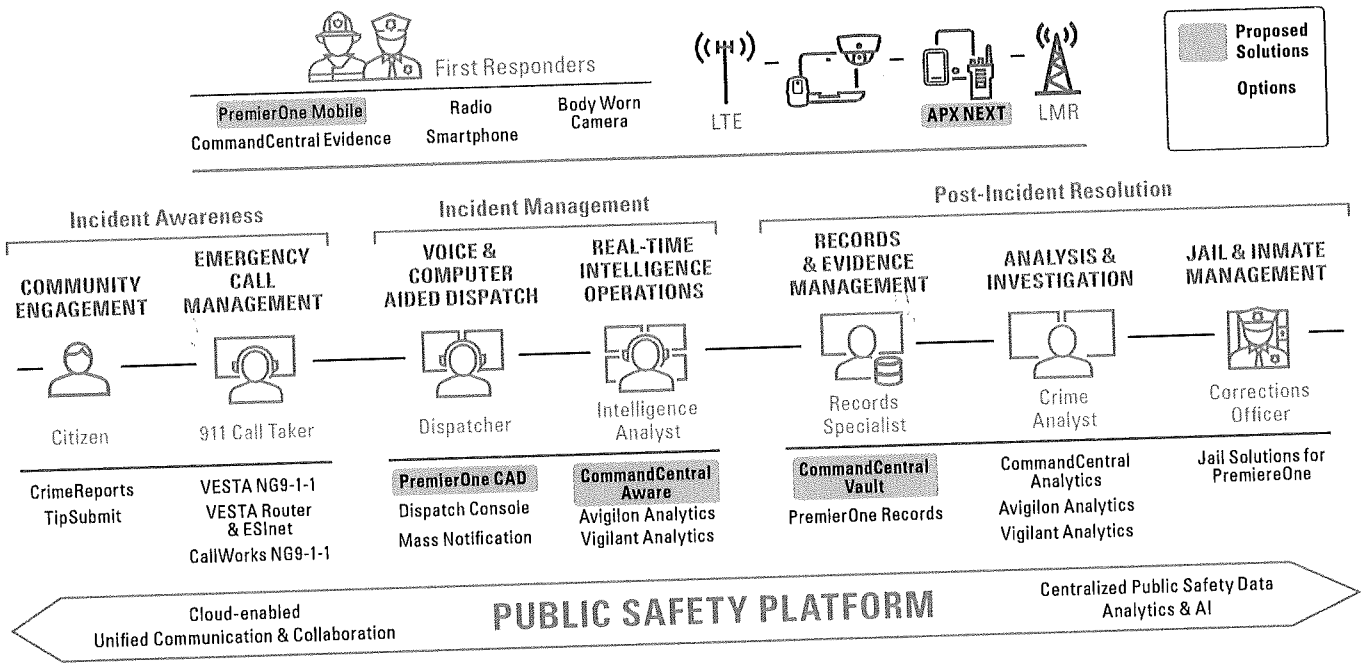 First Responders
PremierOne Mobile
CommandCentral Evidence
Radio
Smartphone
Body Worn
Camera
LTE
APX NEXT
LMR
Proposed
Solutions
Options
Incident Awareness
Incident Management
Post-Incident Resolution
COMMUNITY
ENGAGEMENT
EMERGENCY
CALL
MANAGEMENT
VOICE &
COMPUTER
AIDED DISPATCH
REAL-TIME
INTELLIGENCE
OPERATIONS
RECORDS
& EVIDENCE
MANAGEMENT
ANALYSIS &
INVESTIGATION
JAIL & INMATE
MANAGEMENT
Citizen
911 Call Taker
Dispatcher
Intelligence
Analyst
Records
Specialist
Crime
Analyst
Corrections
Officer
CrimeReports
TipSubmit
VESTA NG9-1-1
VESTA Router
& ESInet
CallWorks NG9-1-1
PremierOne CAD
Dispatch Console
Mass Notification
CommandCentral
Aware
Avigilon Analytics
Vigilant Analytics
CommandCentral
Vault
PremierOne Records
CommandCentral
Analytics
Avigilon Analytics
Vigilant Analytics
Jail Solutions for
PremiereOne
Cloud-enabled
Unified Communication & Collaboration
PUBLIC SAFETY PLATFORM
Centralized Public Safety Data
Analytics & AI